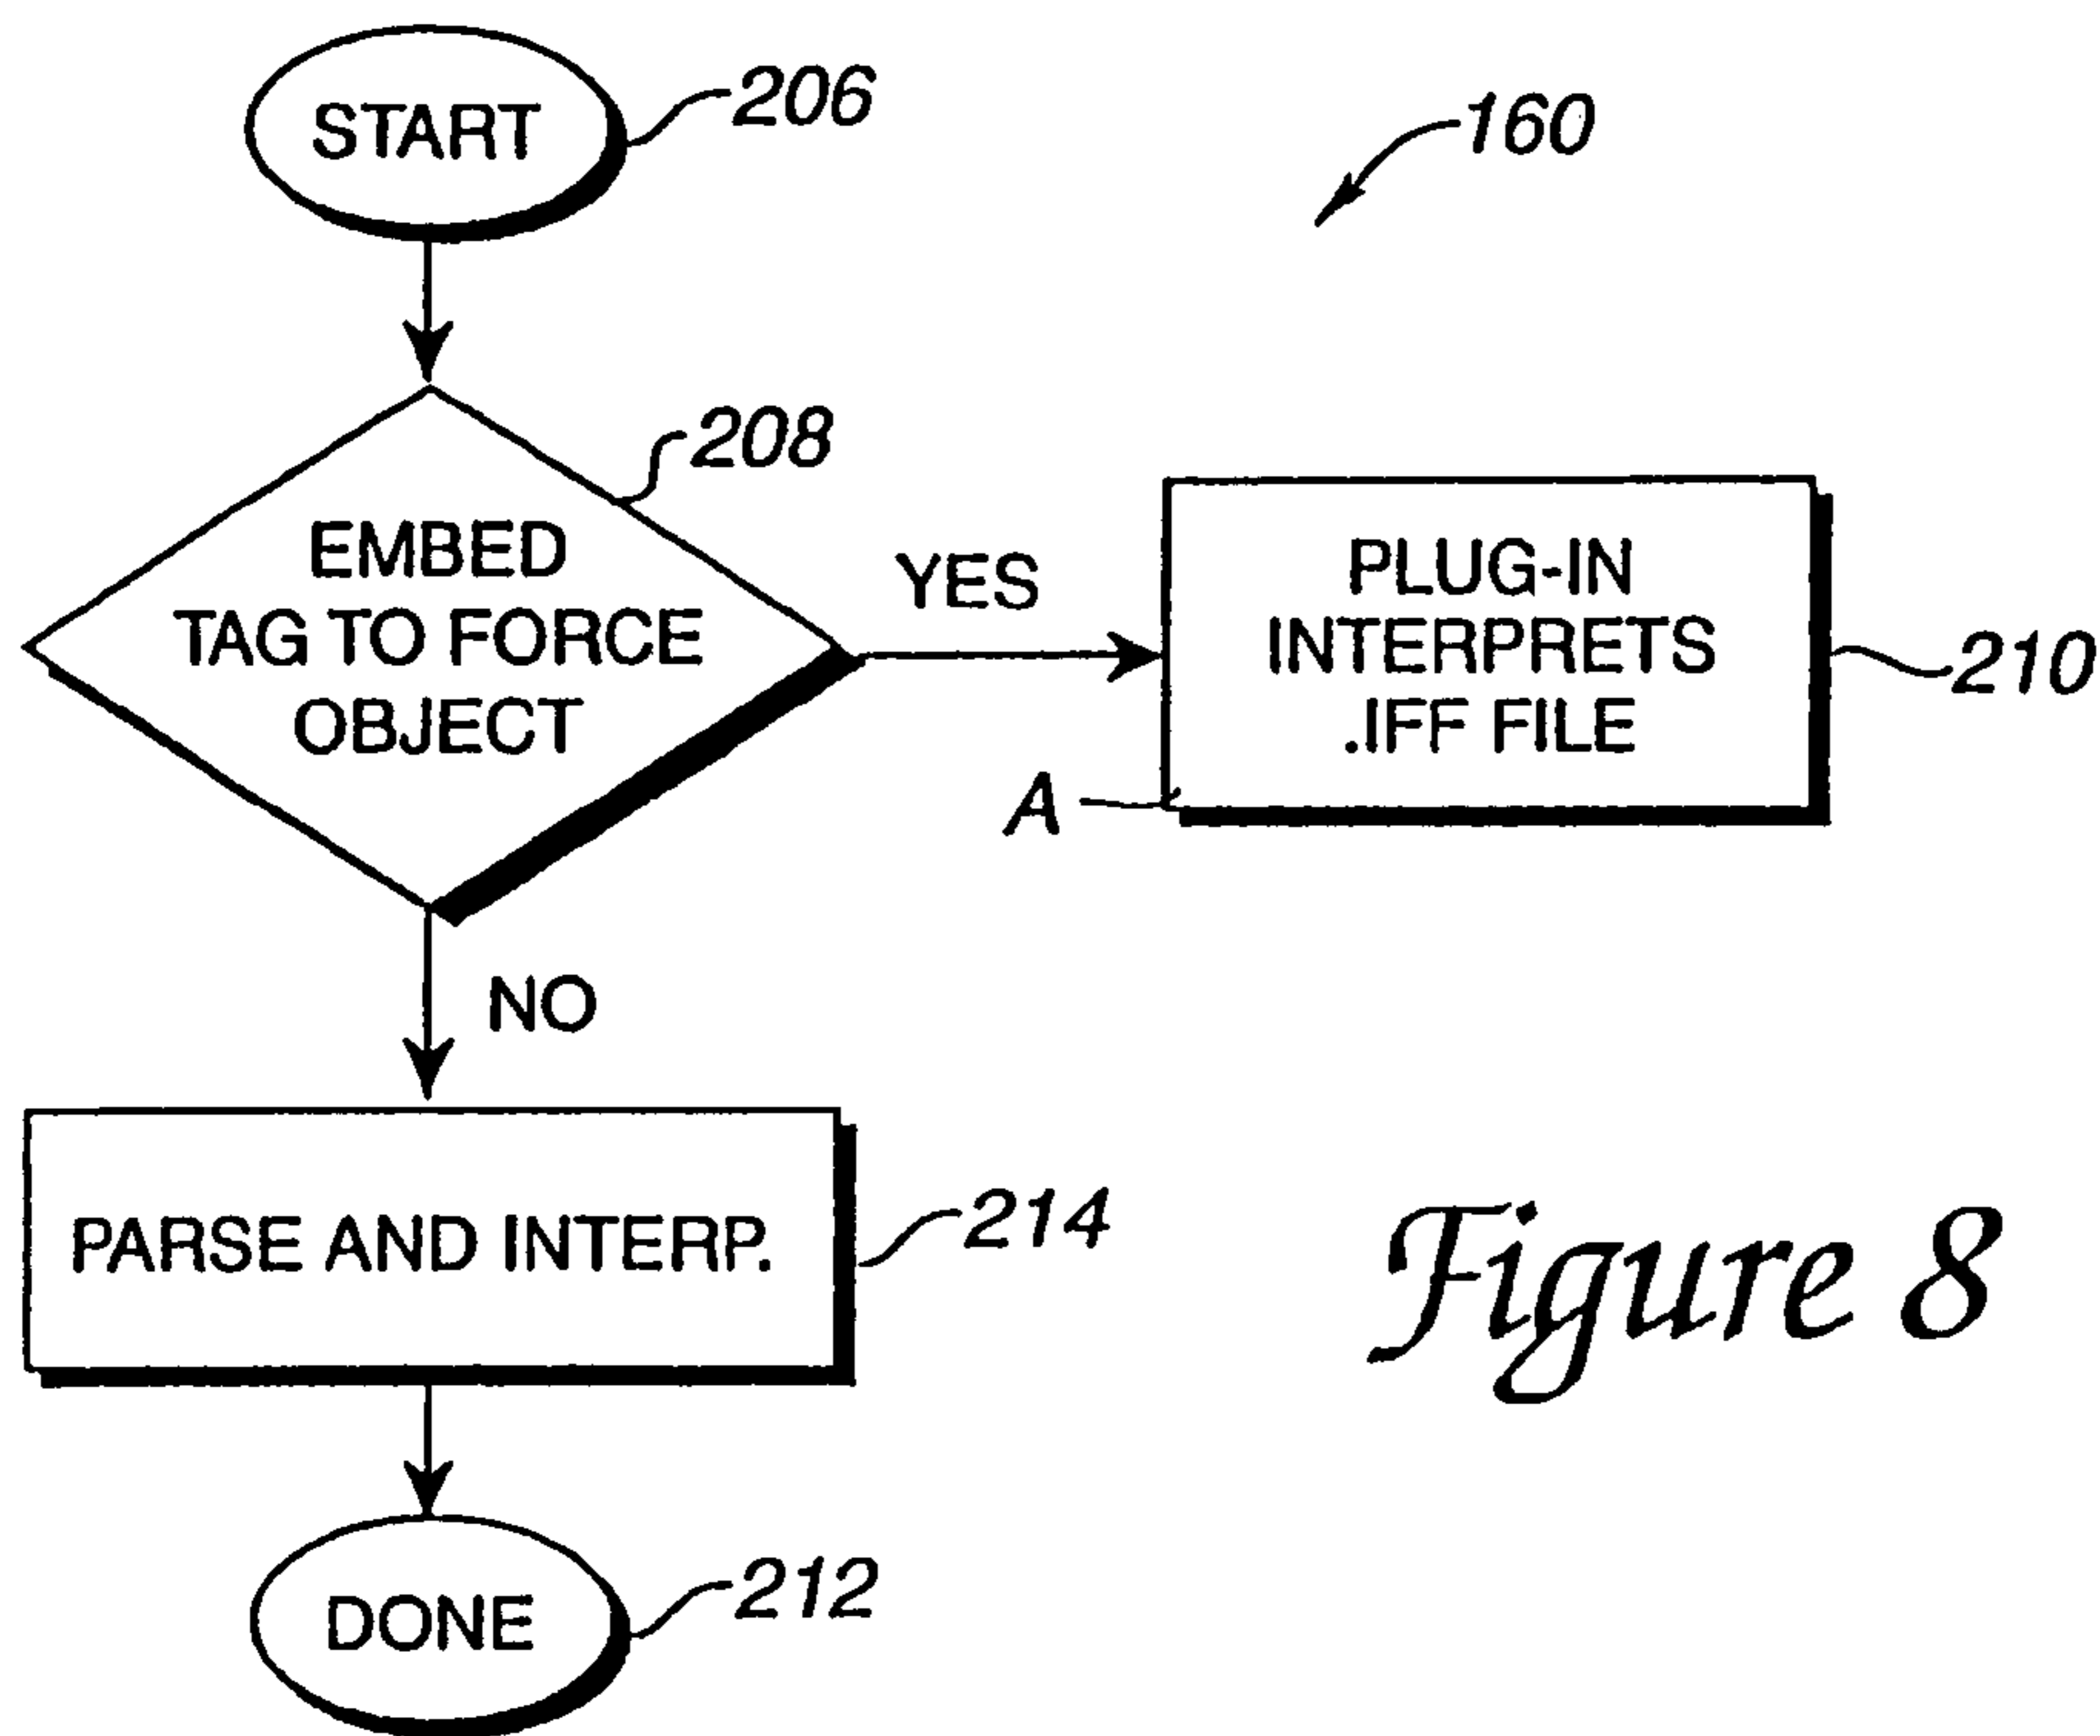 START
206
160
208
EMBED
TAG TO FORCE
OBJECT
YES
PLUG-IN
INTERPRETS
.IFF FILE
210
A
NO
PARSE AND INTERP.
214
Figure 8
DONE
212